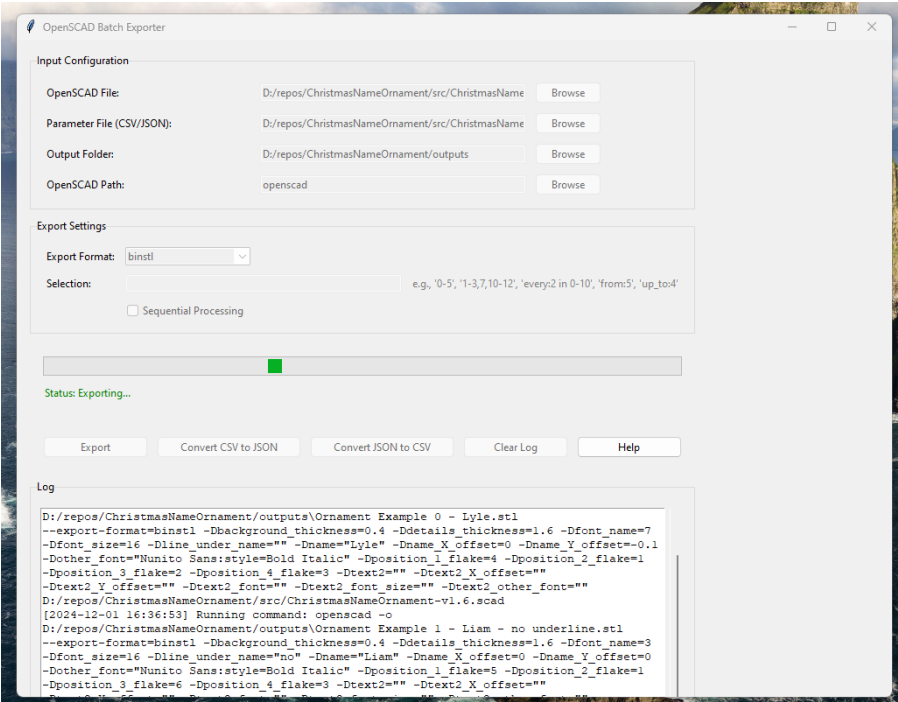 OpenSCAD Batch Exporter
Input Configuration
OpenSCAD File: D:/repos/ChristmasNameOrnament/src/ChristmasName Browse
Parameter File (CSV/JSON): D:/repos/ChristmasNameOrnament/src/ChristmasName Browse
Output Folder: D:/repos/ChristmasNameOrnament/outputs Browse
OpenSCAD Path: openscad Browse
Export Settings
Export Format: binstl
Selection: e.g., '0-5', '1-3,7,10-12', 'every:2 in 0-10', 'from:5', 'up_to:4'
Sequential Processing
Status: Exporting...
Export Convert CSV to JSON Convert JSON to CSV Clear Log Help
Log
D:/repos/ChristmasNameOrnament/outputs\Ornament Example 0 - Lyle.stl
--export-format=binstl -Dbackground_thickness=0.4 -Ddetails_thickness=1.6 -Dfont_name=7
-Dfont_size=16 -Dline_under_name="" -Dname="Lyle" -Dname_X_offset=0 -Dname_Y_offset=-0.1
-Dother_font="Nunito Sans:style=Bold Italic" -Dposition_1_flake=4 -Dposition_2_flake=1
-Dposition_3_flake=2 -Dposition_4_flake=3 -Dtext2="" -Dtext2_X_offset=""
-Dtext2_Y_offset="" -Dtext2_font="" -Dtext2_font_size="" -Dtext2_other_font=""
D:/repos/ChristmasNameOrnament/src/ChristmasNameOrnament-v1.6.scad
[2024-12-01 16:36:53] Running command: openscad -o
D:/repos/ChristmasNameOrnament/outputs\Ornament Example 1 - Liam - no underline.stl
--export-format=binstl -Dbackground_thickness=0.4 -Ddetails_thickness=1.6 -Dfont_name=3
-Dfont_size=16 -Dline_under_name="no" -Dname="Liam" -Dname_X_offset=0 -Dname_Y_offset=0
-Dother_font="Nunito Sans:style=Bold Italic" -Dposition_1_flake=5 -Dposition_2_flake=1
-Dposition_3_flake=6 -Dposition_4_flake=3 -Dtext2="" -Dtext2_X_offset=""